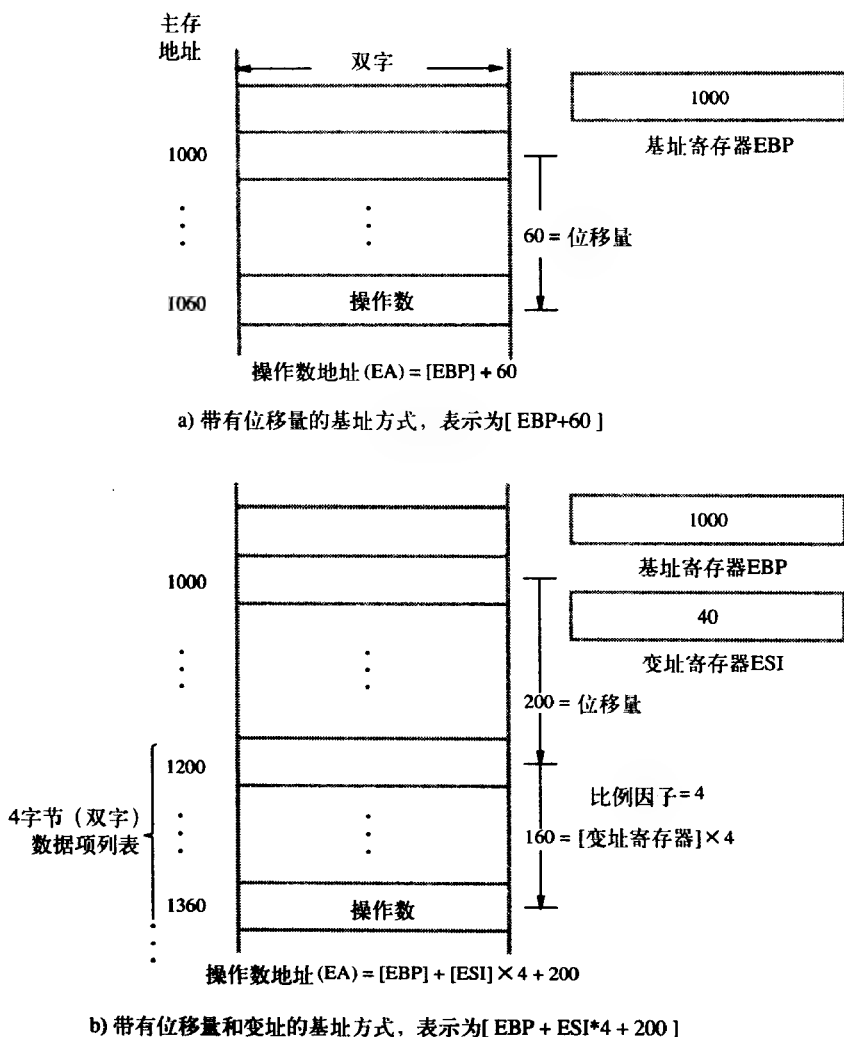 主存
地址
双字
1000
基址寄存器EBP
1000
60 = 位移量
1060
操作数
操作数地址(EA) = [EBP] + 60
a) 带有位移量的基址方式，表示为[ EBP+60 ]
1000
基址寄存器EBP
1000
40
变址寄存器ESI
200 = 位移量
1200
比例因子 = 4
4字节（双字）
数据项列表
160 = [变址寄存器] × 4
1360
操作数
操作数地址(EA) = [EBP] + [ESI] × 4 + 200
b) 带有位移量和变址的基址方式，表示为[ EBP + ESI*4 + 200 ]